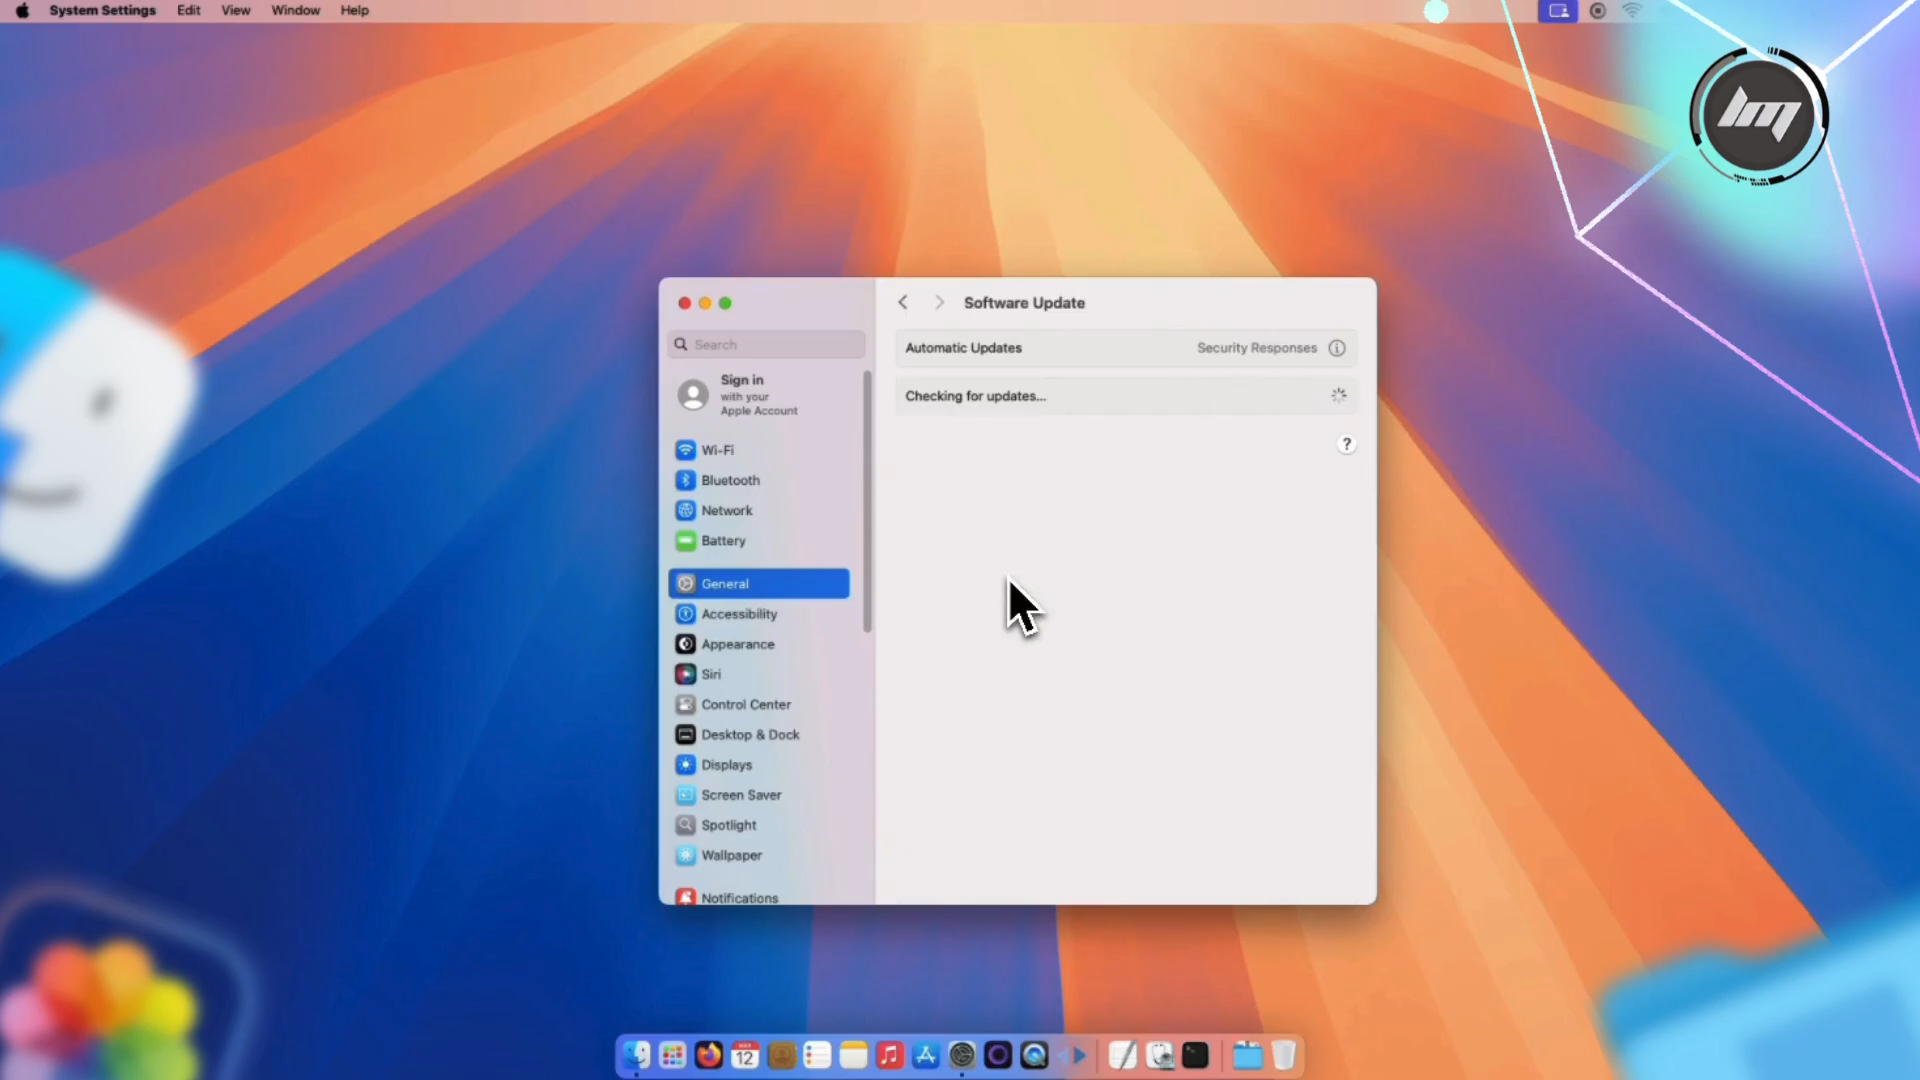 System Settings Edit View Window Help
lm
Software Update
Automatic Updates Security Responses
Search
Sign in
with your
Apple Account
Checking for updates...
?
Wi-Fi
Bluetooth
Network
Battery
General
Accessibility
Appearance
Siri
Control Center
Desktop & Dock
Displays
Screen Saver
Spotlight
Wallpaper
Notifications
12